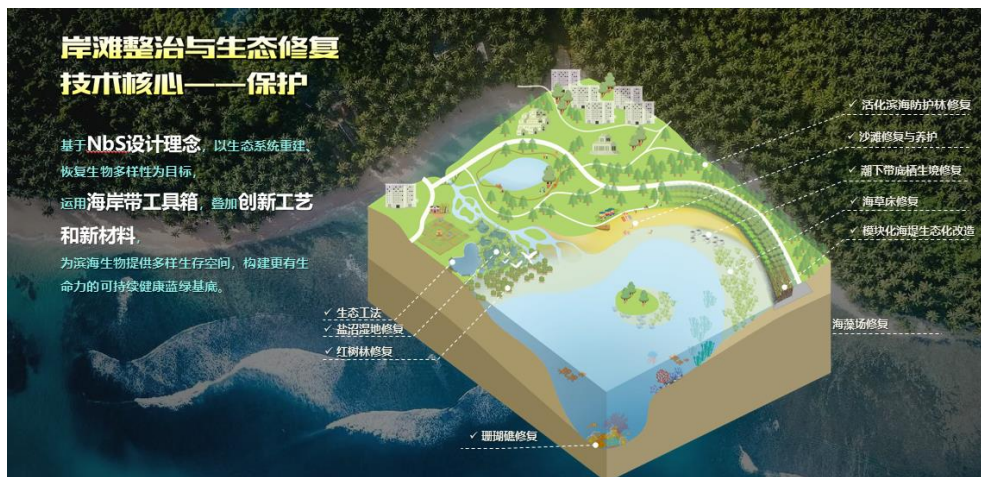 岸滩整治与生态修复
技术核心——保护
基于NbS设计理念，以生态系统重建、
恢复生物多样性为目标，
运用海岸带工具箱，叠加创新工艺
和新材料，
为滨海生物提供多样生存空间，构建更有生
命力的可持续健康蓝绿基底。
✓ 活化滨海防护林修复
✓ 沙滩修复与养护
✓ 潮下带底栖生境修复
✓ 海草床修复
✓ 模块化海堤生态化改造
✓ 生态工法
✓ 盐沼湿地修复
✓ 红树林修复
海藻场修复
✓ 珊瑚礁修复